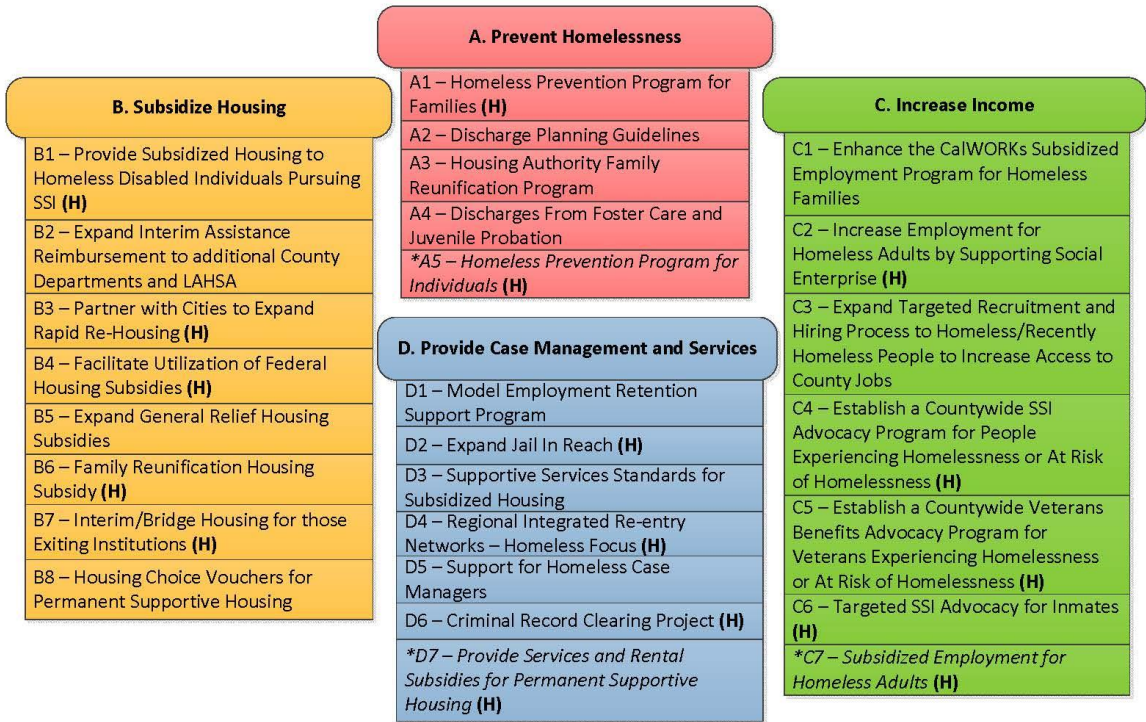 A. Prevent Homelessness
A1 – Homeless Prevention Program for
Families (H)
A2 – Discharge Planning Guidelines
A3 – Housing Authority Family
Reunification Program
A4 – Discharges From Foster Care and
Juvenile Probation
*A5 – Homeless Prevention Program for
Individuals (H)
B. Subsidize Housing
B1 – Provide Subsidized Housing to
Homeless Disabled Individuals Pursuing
SSI (H)
B2 – Expand Interim Assistance
Reimbursement to additional County
Departments and LAHSA
B3 – Partner with Cities to Expand
Rapid Re-Housing (H)
B4 – Facilitate Utilization of Federal
Housing Subsidies (H)
B5 – Expand General Relief Housing
Subsidies
B6 – Family Reunification Housing
Subsidy (H)
B7 – Interim/Bridge Housing for those
Exiting Institutions (H)
B8 – Housing Choice Vouchers for
Permanent Supportive Housing
C. Increase Income
C1 – Enhance the CalWORKs Subsidized
Employment Program for Homeless
Families
C2 – Increase Employment for
Homeless Adults by Supporting Social
Enterprise (H)
C3 – Expand Targeted Recruitment and
Hiring Process to Homeless/Recently
Homeless People to Increase Access to
County Jobs
C4 – Establish a Countywide SSI
Advocacy Program for People
Experiencing Homelessness or At Risk
of Homelessness (H)
C5 – Establish a Countywide Veterans
Benefits Advocacy Program for
Veterans Experiencing Homelessness
or At Risk of Homelessness (H)
C6 – Targeted SSI Advocacy for Inmates
(H)
*C7 – Subsidized Employment for
Homeless Adults (H)
D. Provide Case Management and Services
D1 – Model Employment Retention
Support Program
D2 – Expand Jail In Reach (H)
D3 – Supportive Services Standards for
Subsidized Housing
D4 – Regional Integrated Re-entry
Networks – Homeless Focus (H)
D5 – Support for Homeless Case
Managers
D6 – Criminal Record Clearing Project (H)
*D7 – Provide Services and Rental
Subsidies for Permanent Supportive
Housing (H)